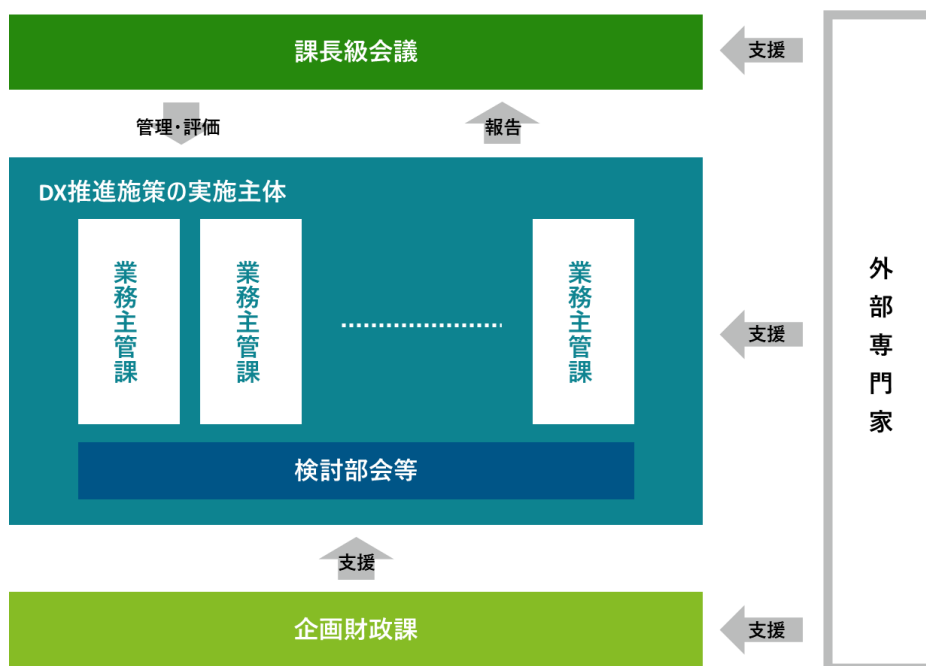 課長級会議
支援
管理・評価
報告
DX推進施策の実施主体
業務主管課
業務主管課
業務主管課
支援
外部専門家
検討部会等
支援
企画財政課
支援